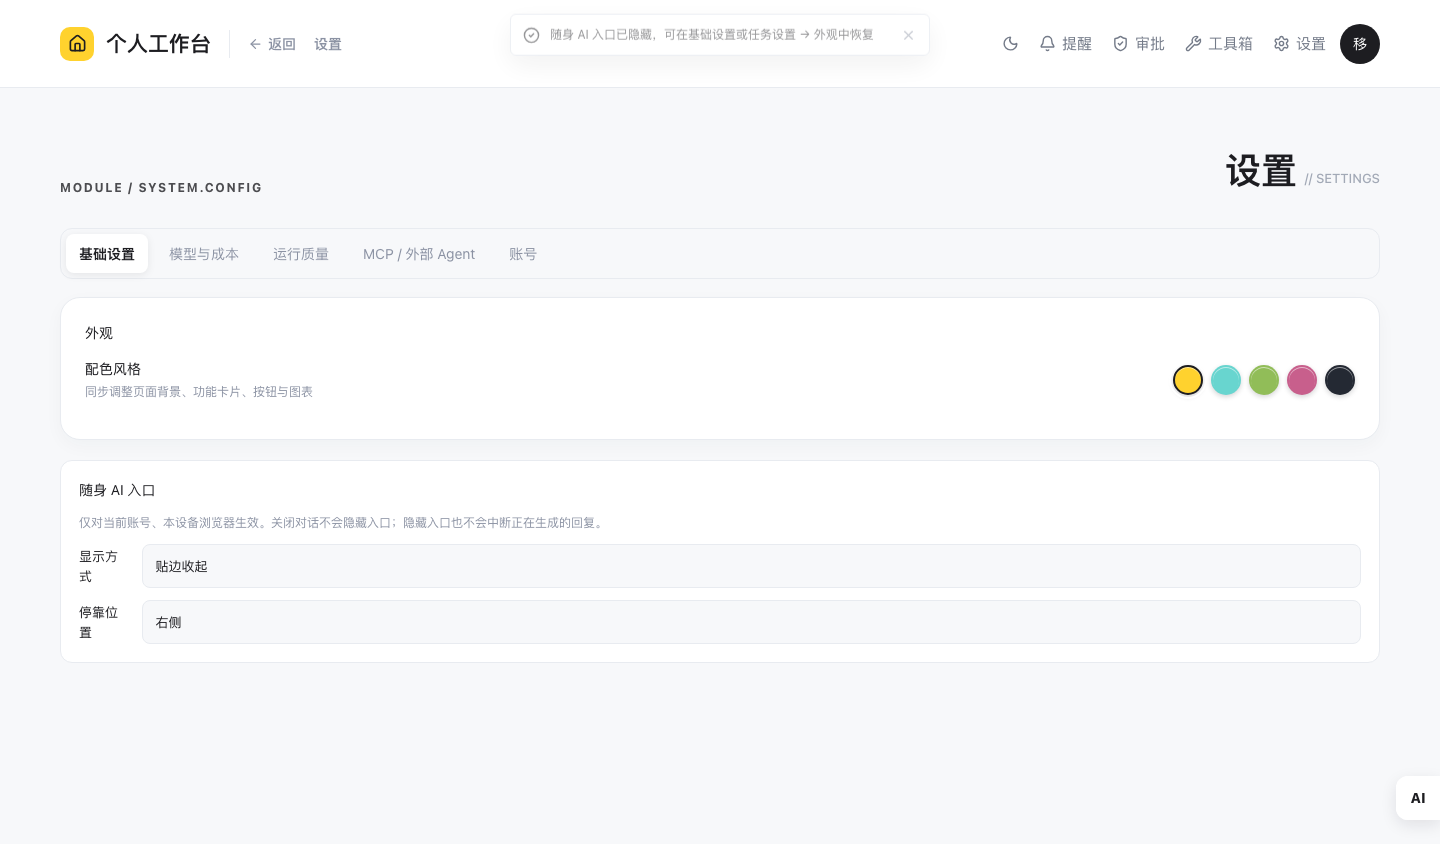 个人工作台
返回
设置
随身 AI 入口已隐藏，可在基础设置或任务设置 → 外观中恢复
提醒
审批
工具箱
设置
移
MODULE / SYSTEM.CONFIG
设置 // SETTINGS
基础设置
模型与成本
运行质量
MCP / 外部 Agent
账号
外观
配色风格
同步调整页面背景、功能卡片、按钮与图表
随身 AI 入口
仅对当前账号、本设备浏览器生效。关闭对话不会隐藏入口；隐藏入口也不会中断正在生成的回复。
显示方
式
贴边收起
停靠位
置
右侧
AI